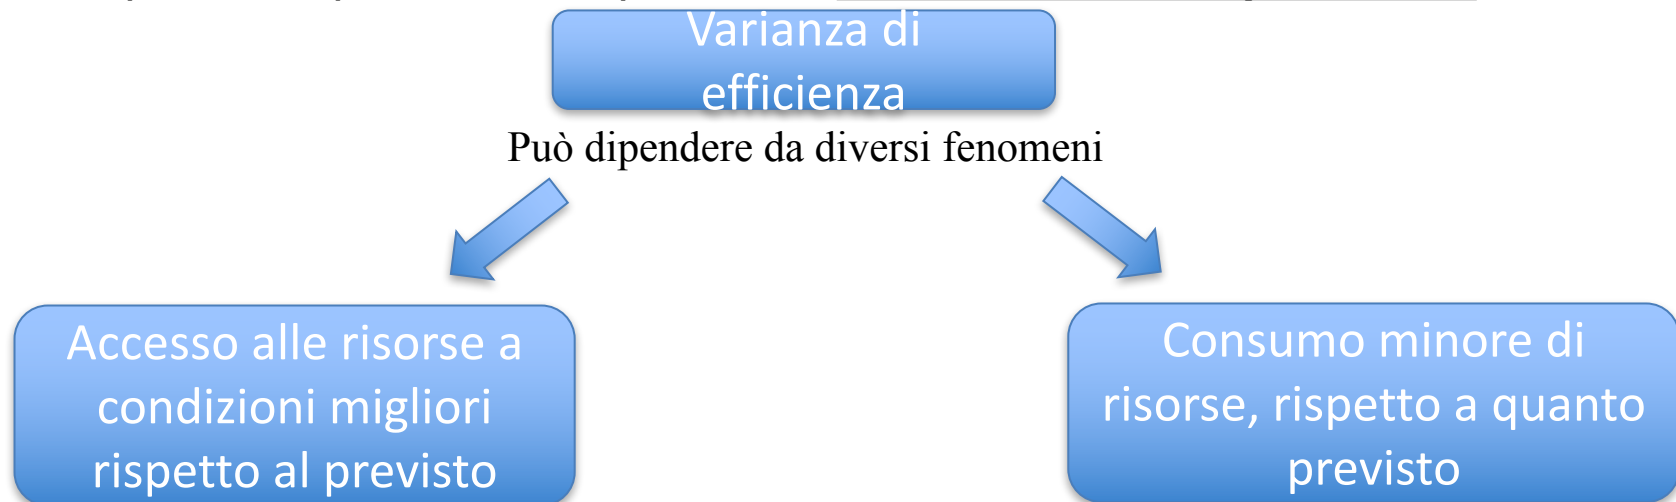 Varianza di
efficienza
Può dipendere da diversi fenomeni
Accesso alle risorse a
condizioni migliori
rispetto al previsto
Consumo minore di
risorse, rispetto a quanto
previsto